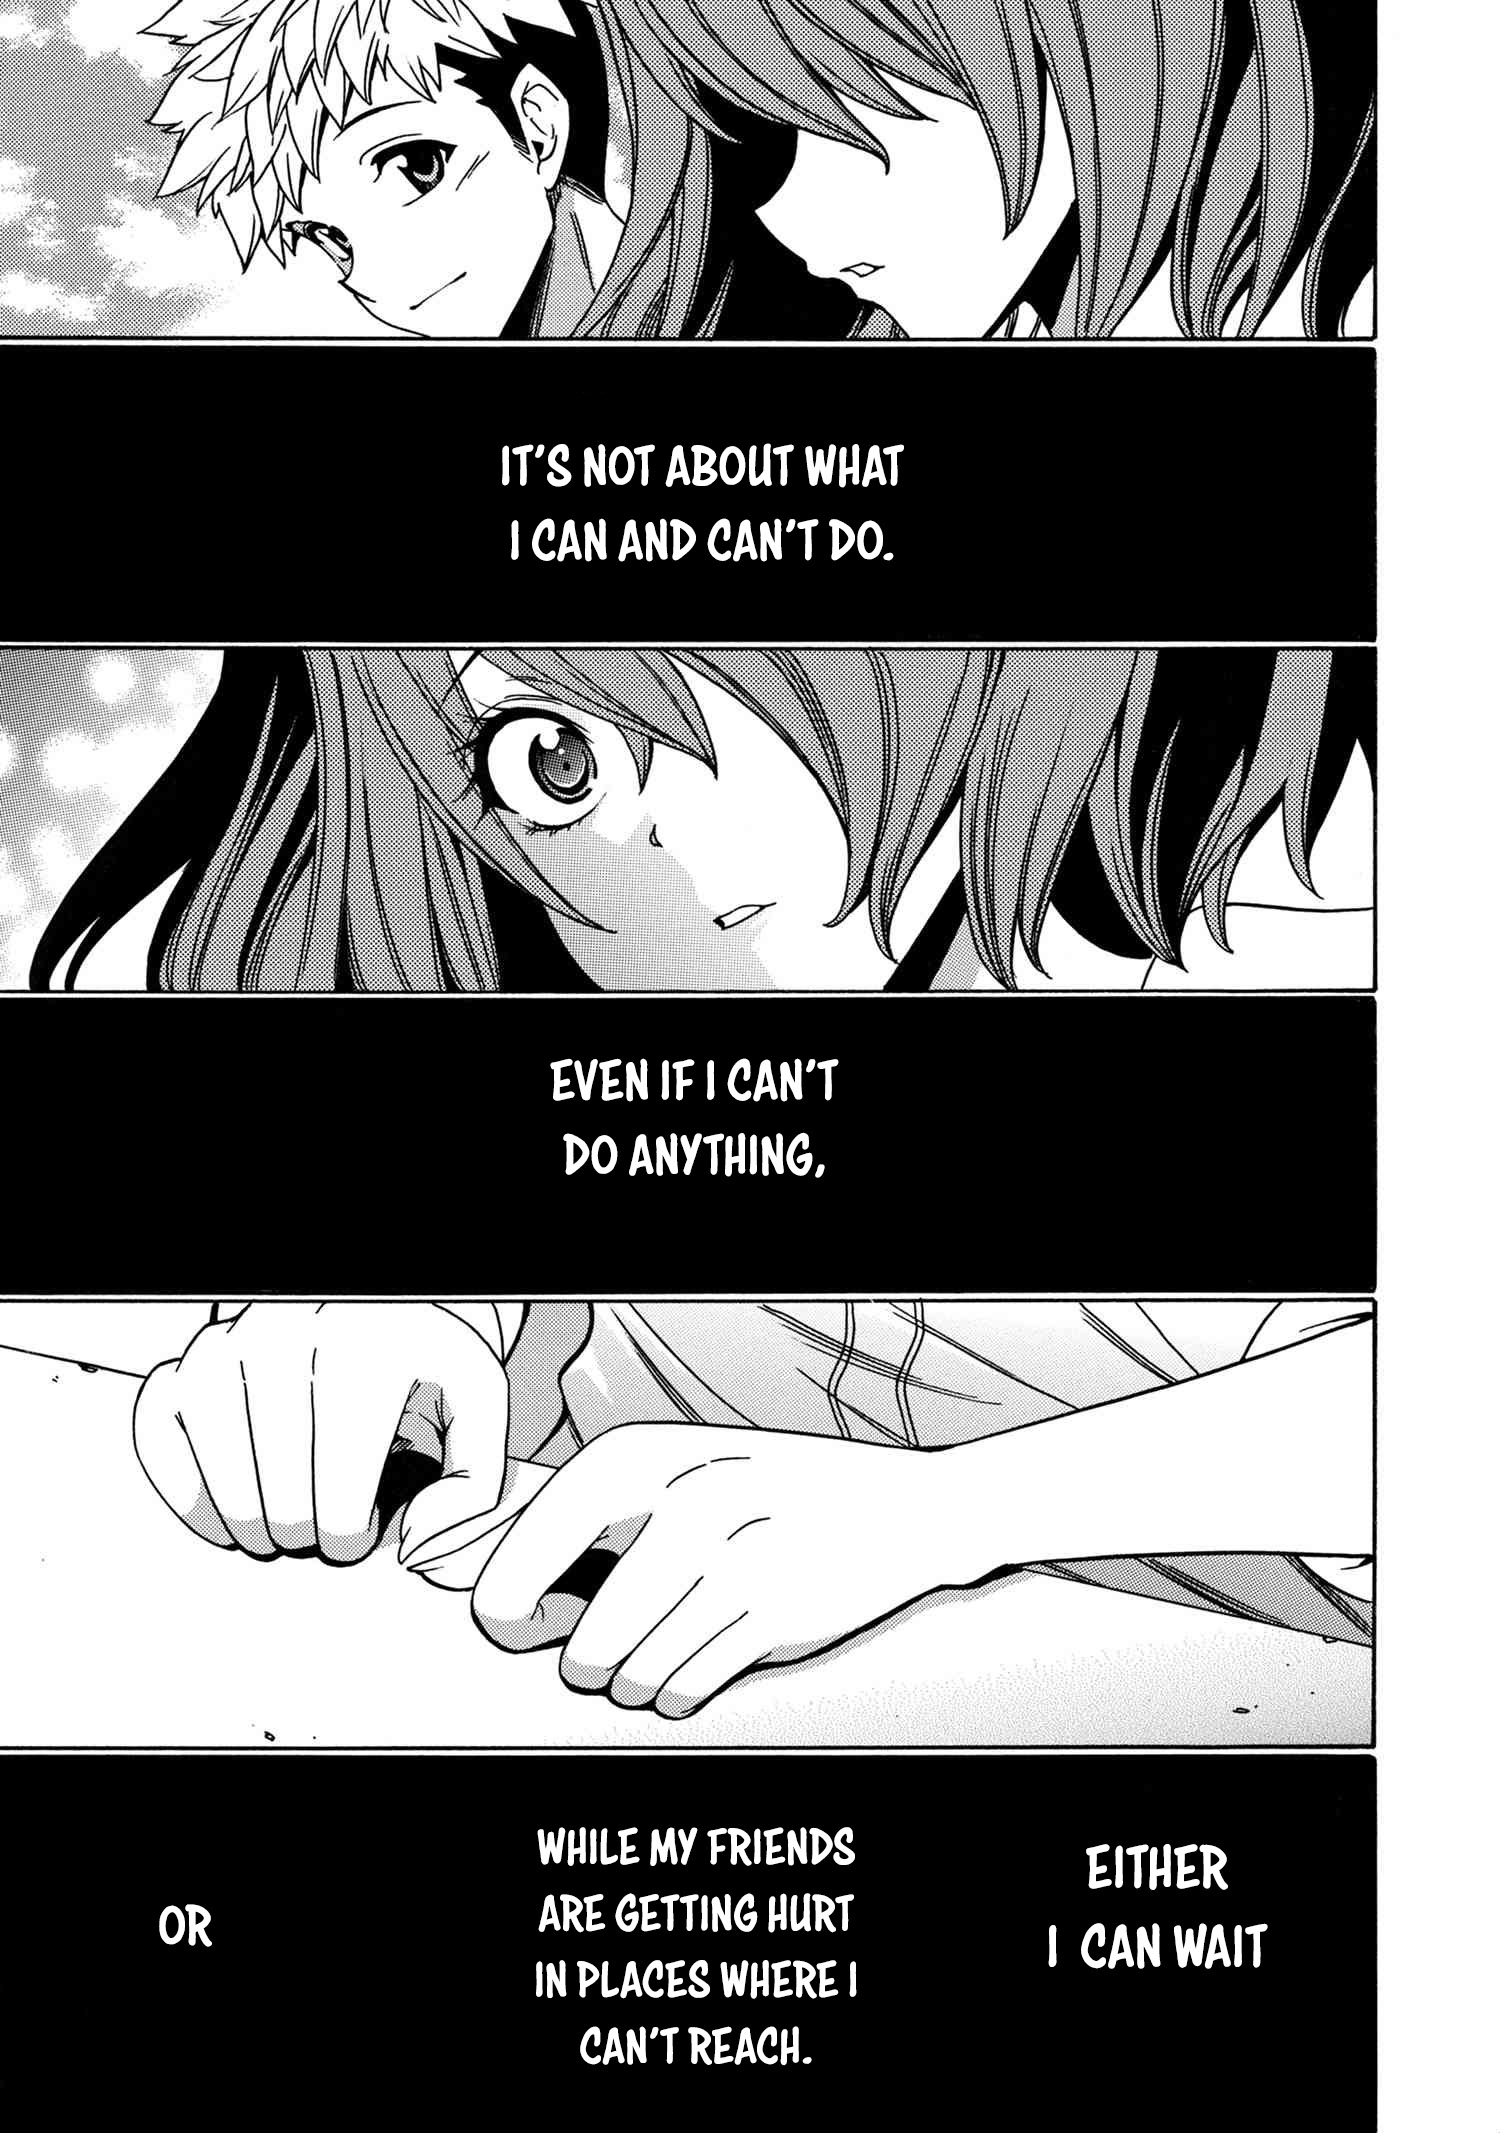 IT'S NOT ABOUT WHAT
I CAN AND CAN'T DO.
EVEN IF I CAN'T
DO ANYTHING,
EITHER
I CAN WAIT
WHILE MY FRIENDS
ARE GETTING HURT
IN PLACES WHERE I
CAN'T REACH.
OR